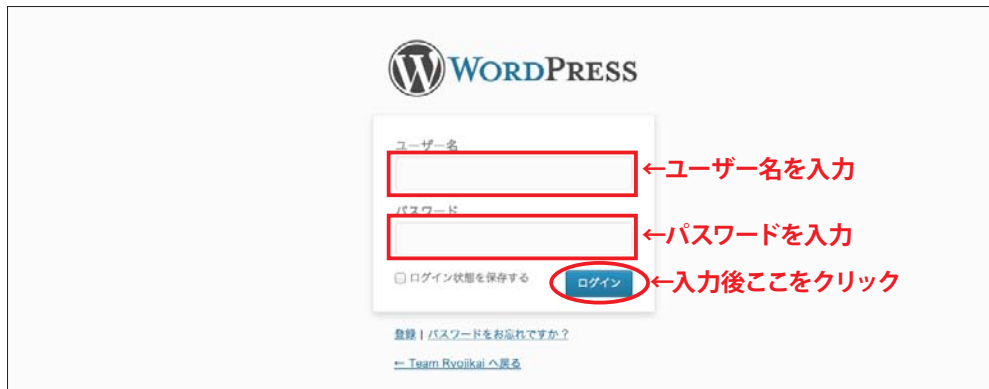 WORDPRESS
ユーザー名
←ユーザー名を入力
パスワード
←パスワードを入力
ログイン状態を保存する
ログイン
←入力後ここをクリック
登録 | パスワードをお忘れですか?
← Team Ryojikai へ戻る